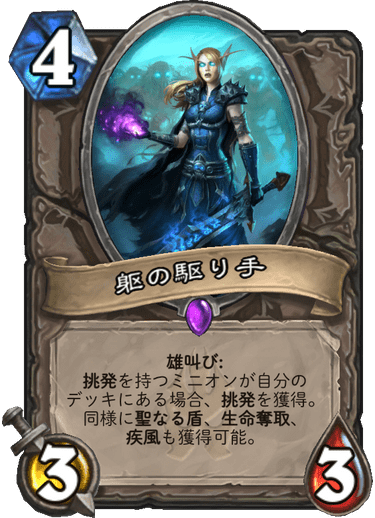 4
躯の駆り手
雄叫び:
挑発を持つミニオンが自分の
デッキにある場合、挑発を獲得。
同様に聖なる盾、生命奪取、
疾風も獲得可能。
3
3